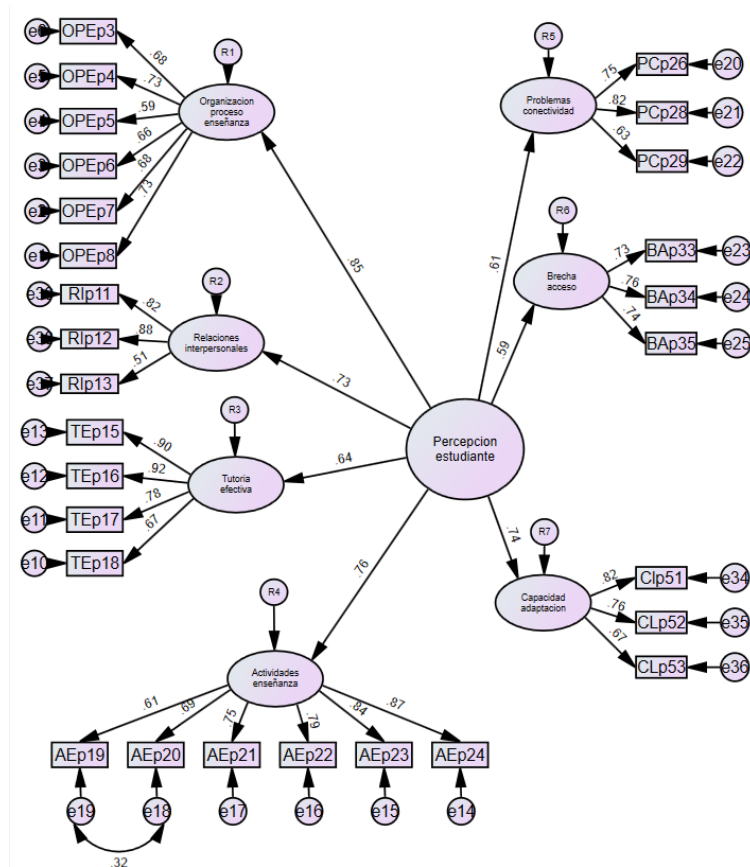 OPEp3
.68
e5
OPEp4
.73
e4
OPEp5
.59
e3
OPEp6
.66
e2
OPEp7
.68
e1
OPEp8
.73
R1
Organizacion
proceso
enseñanza
.85
RIp11
.82
RIp12
.88
e37
RIp13
.51
R2
Relaciones
interpersonales
.73
e13
TEp15
.90
e12
TEp16
.92
e11
TEp17
.78
e10
TEp18
.67
R3
Tutoria
efectiva
.64
R4
Actividades
enseñanza
.76
.61
.69
.75
.79
.84
.87
AEp19
AEp20
AEp21
AEp22
AEp23
AEp24
e19
e18
e17
e16
e15
e14
.32
Percepcion
estudiante
R5
Problemas
conectividad
.61
.75
PCp26
e20
.82
PCp28
e21
.63
PCp29
e22
R6
Brecha
acceso
.59
.73
BAp33
e23
.76
BAp34
e24
.74
BAp35
e25
R7
Capacidad
adaptacion
.74
.82
Clp51
e34
.76
CLp52
e35
.67
CLp53
e36